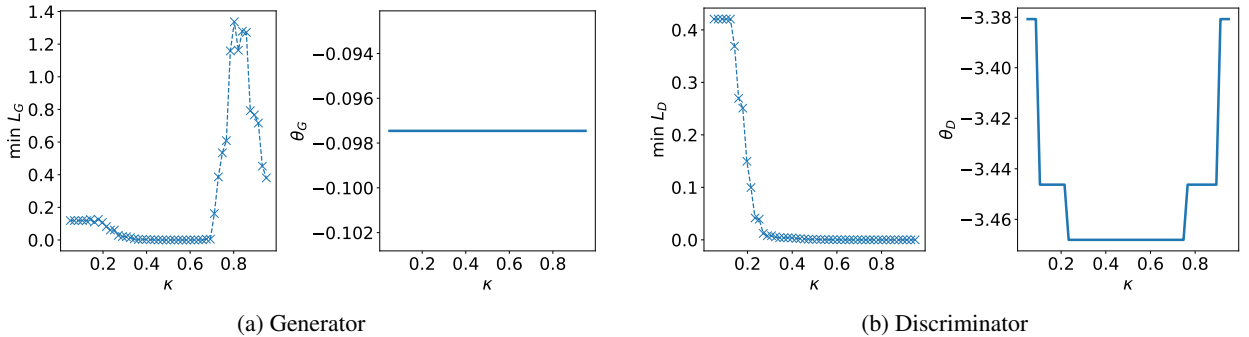 1.4
1.2
1.0
0.8
0.6
0.4
0.2
0.0
min L_G
0.2 0.4 0.6 0.8
κ
−0.094
−0.096
−0.098
−0.100
−0.102
θ_G
0.2 0.4 0.6 0.8
κ
(a) Generator
0.4
0.3
0.2
0.1
0.0
min L_D
0.2 0.4 0.6 0.8
κ
−3.38
−3.40
−3.42
−3.44
−3.46
θ_D
0.2 0.4 0.6 0.8
κ
(b) Discriminator